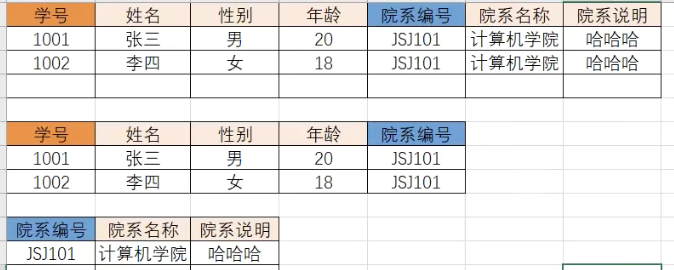 学号 姓名 性别 年龄 院系编号 院系名称 院系说明
1001 张三 男 20 JSJ101 计算机学院 哈哈哈
1002 李四 女 18 JSJ101 计算机学院 哈哈哈
学号 姓名 性别 年龄 院系编号
1001 张三 男 20 JSJ101
1002 李四 女 18 JSJ101
院系编号 院系名称 院系说明
JSJ101 计算机学院 哈哈哈